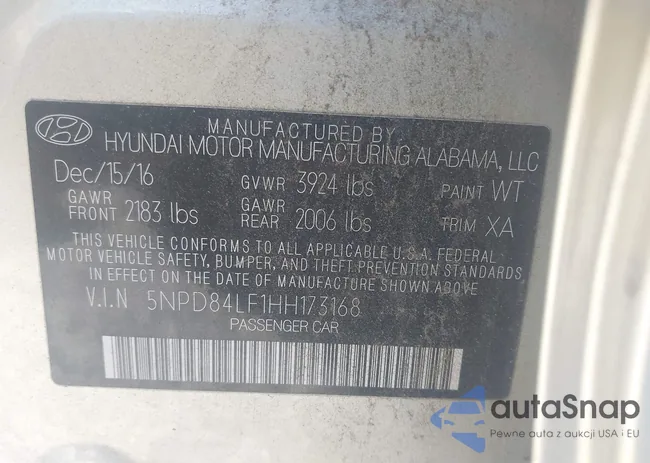 MANUFACTURED BY
HYUNDAI MOTOR MANUFACTURING ALABAMA, LLC
Dec/15/16 GVWR 3924 lbs PAINT WT
GAWR FRONT 2183 lbs GAWR REAR 2006 lbs TRIM XA
THIS VEHICLE CONFORMS TO ALL APPLICABLE U.S.A. FEDERAL
MOTOR VEHICLE SAFETY, BUMPER, AND THEFT PREVENTION STANDARDS
IN EFFECT ON THE DATE OF MANUFACTURE SHOWN ABOVE.
V.I.N 5NPD84LF1HH173168
PASSENGER CAR
autaSnap
Pewne auta z aukcji USA i EU